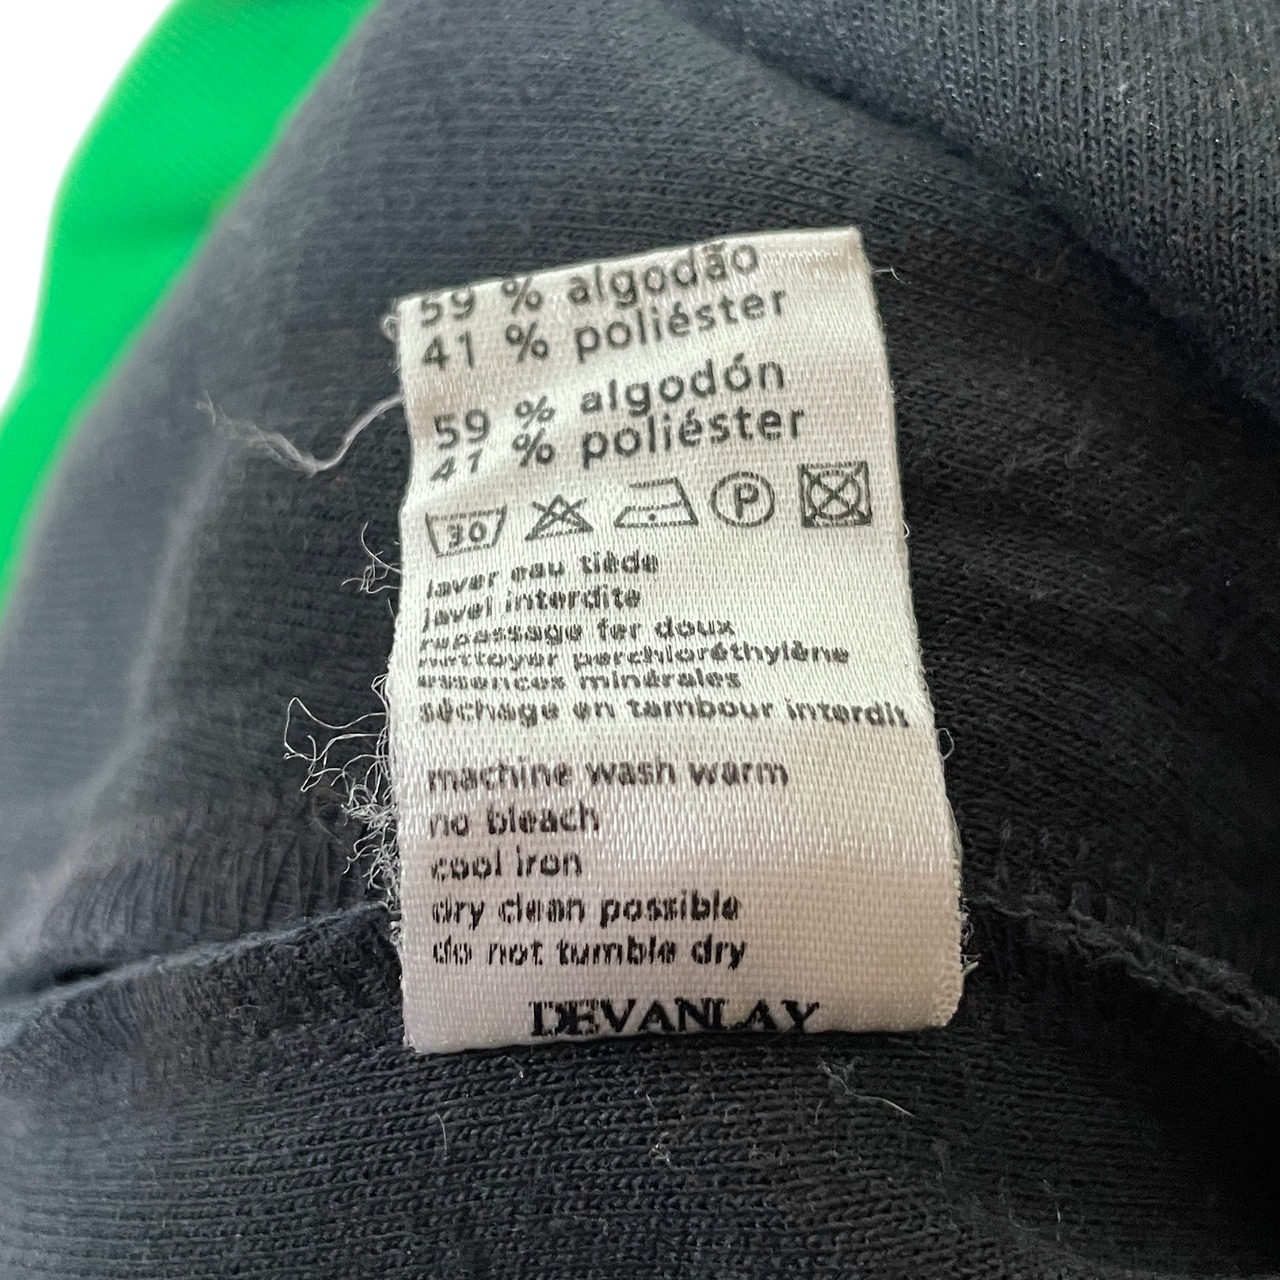 59 % algodão
41 % poliéster
59 % algodón
41 % poliéster
30 P
laver eau tiède
javel interdite
repassage fer doux
nettoyer perchloréthylène
essences minérales
séchage en tambour interdit
machine wash warm
no bleach
cool iron
dry clean possible
do not tumble dry
DEVANLAY